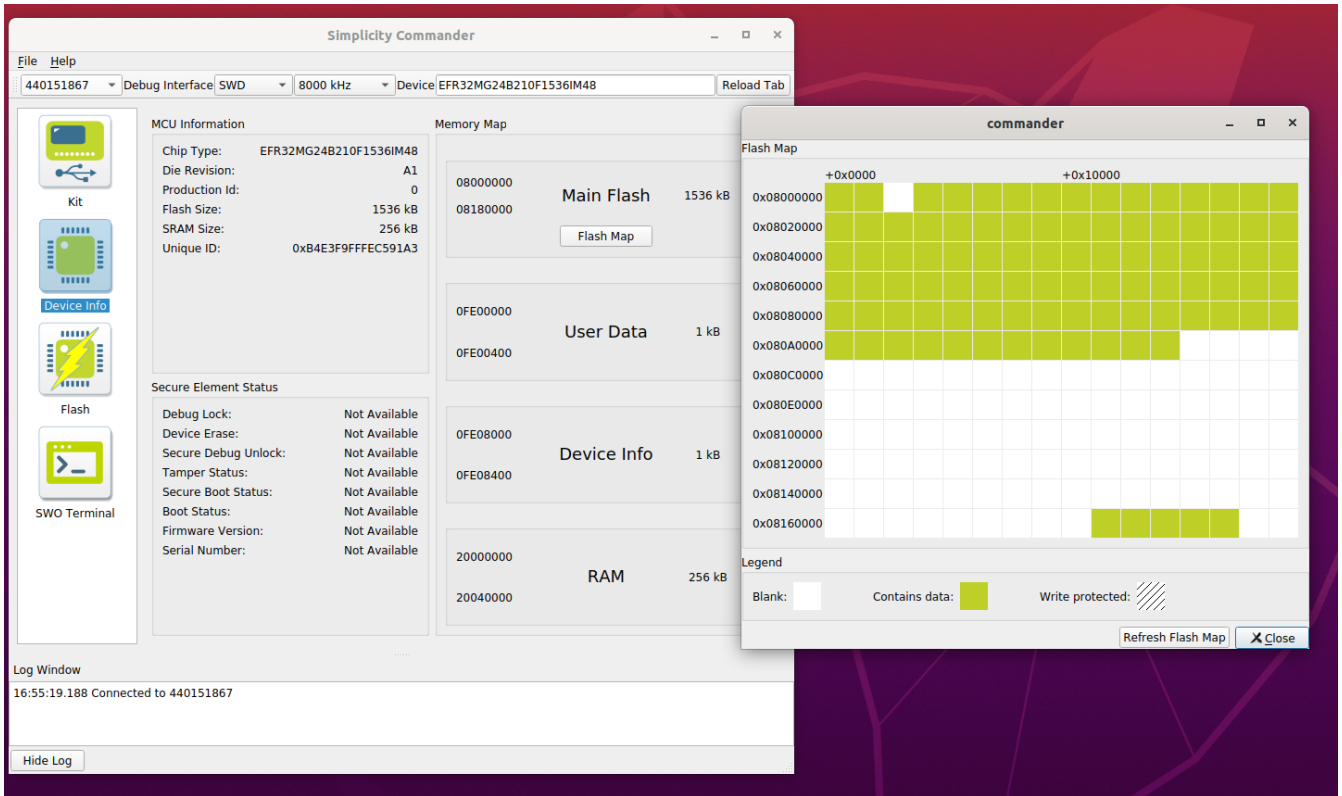 Simplicity Commander
File Help
440151867 Debug Interface SWD 8000 kHz Device EFR32MG24B210F1536IM48 Reload Tab
Kit
Device Info
Flash
SWO Terminal
MCU Information
Chip Type: EFR32MG24B210F1536IM48
Die Revision: A1
Production Id: 0
Flash Size: 1536 kB
SRAM Size: 256 kB
Unique ID: 0xB4E3F9FFFEC591A3
Secure Element Status
Debug Lock: Not Available
Device Erase: Not Available
Secure Debug Unlock: Not Available
Tamper Status: Not Available
Secure Boot Status: Not Available
Boot Status: Not Available
Firmware Version: Not Available
Serial Number: Not Available
Memory Map
08000000
Main Flash 1536 kB
08180000
Flash Map
0FE00000
User Data 1 kB
0FE00400
0FE08000
Device Info 1 kB
0FE08400
20000000
RAM 256 kB
20040000
Log Window
16:55:19.188 Connected to 440151867
Hide Log
commander
Flash Map
+0x0000 +0x10000
0x08000000
0x08020000
0x08040000
0x08060000
0x08080000
0x080A0000
0x080C0000
0x080E0000
0x08100000
0x08120000
0x08140000
0x08160000
Legend
Blank: Contains data: Write protected:
Refresh Flash Map Close